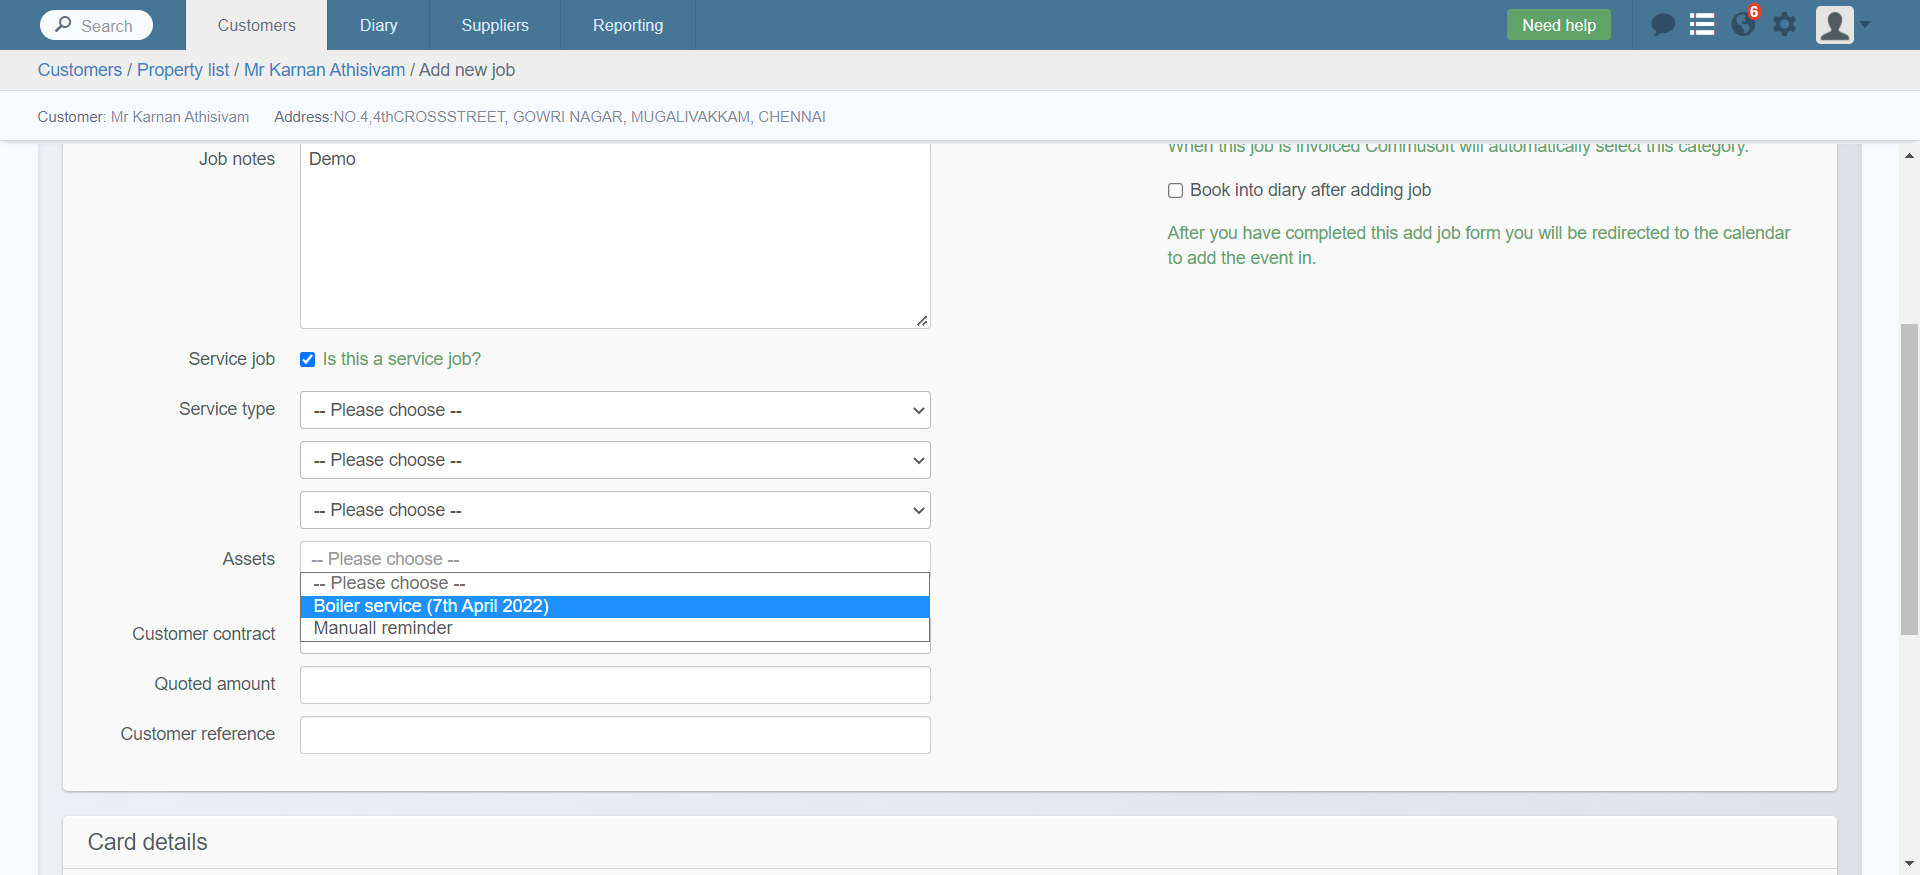 Search
Customers
Diary
Suppliers
Reporting
Need help
6
Customers / Property list / Mr Karnan Athisivam / Add new job
Customer: Mr Karnan Athisivam Address:NO.4,4thCROSSSTREET, GOWRI NAGAR, MUGALIVAKKAM, CHENNAI
Job notes
Demo
When this job is invoiced Commusoft will automatically select this category.
Book into diary after adding job
After you have completed this add job form you will be redirected to the calendar
to add the event in.
Service job
Is this a service job?
Service type
-- Please choose --
-- Please choose --
-- Please choose --
Assets
-- Please choose --
-- Please choose --
Boiler service (7th April 2022)
Manuall reminder
Customer contract
Quoted amount
Customer reference
Card details